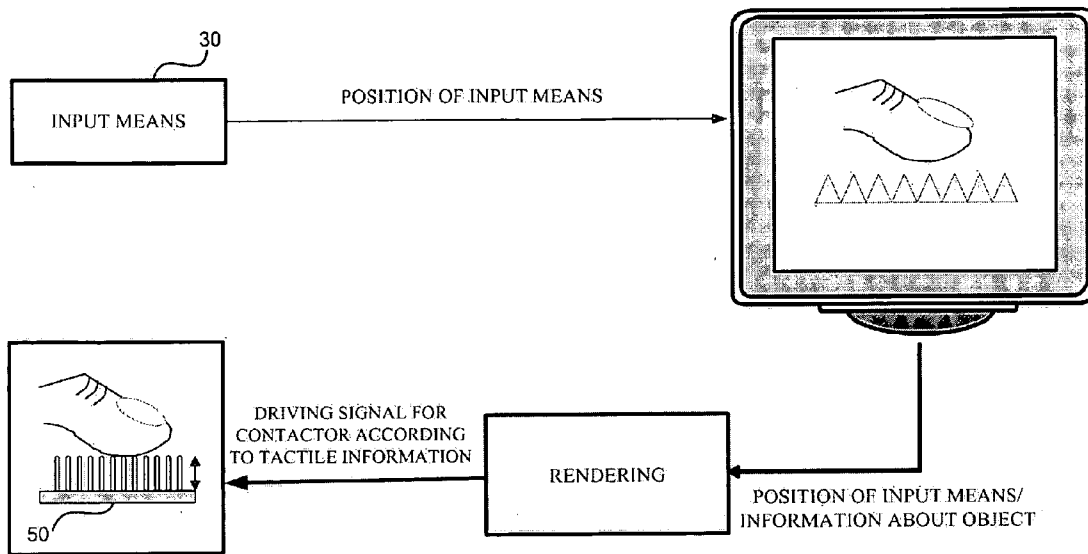 30
INPUT MEANS
POSITION OF INPUT MEANS
DRIVING SIGNAL FOR
CONTACTOR ACCORDING
TO TACTILE INFORMATION
RENDERING
POSITION OF INPUT MEANS/
INFORMATION ABOUT OBJECT
50